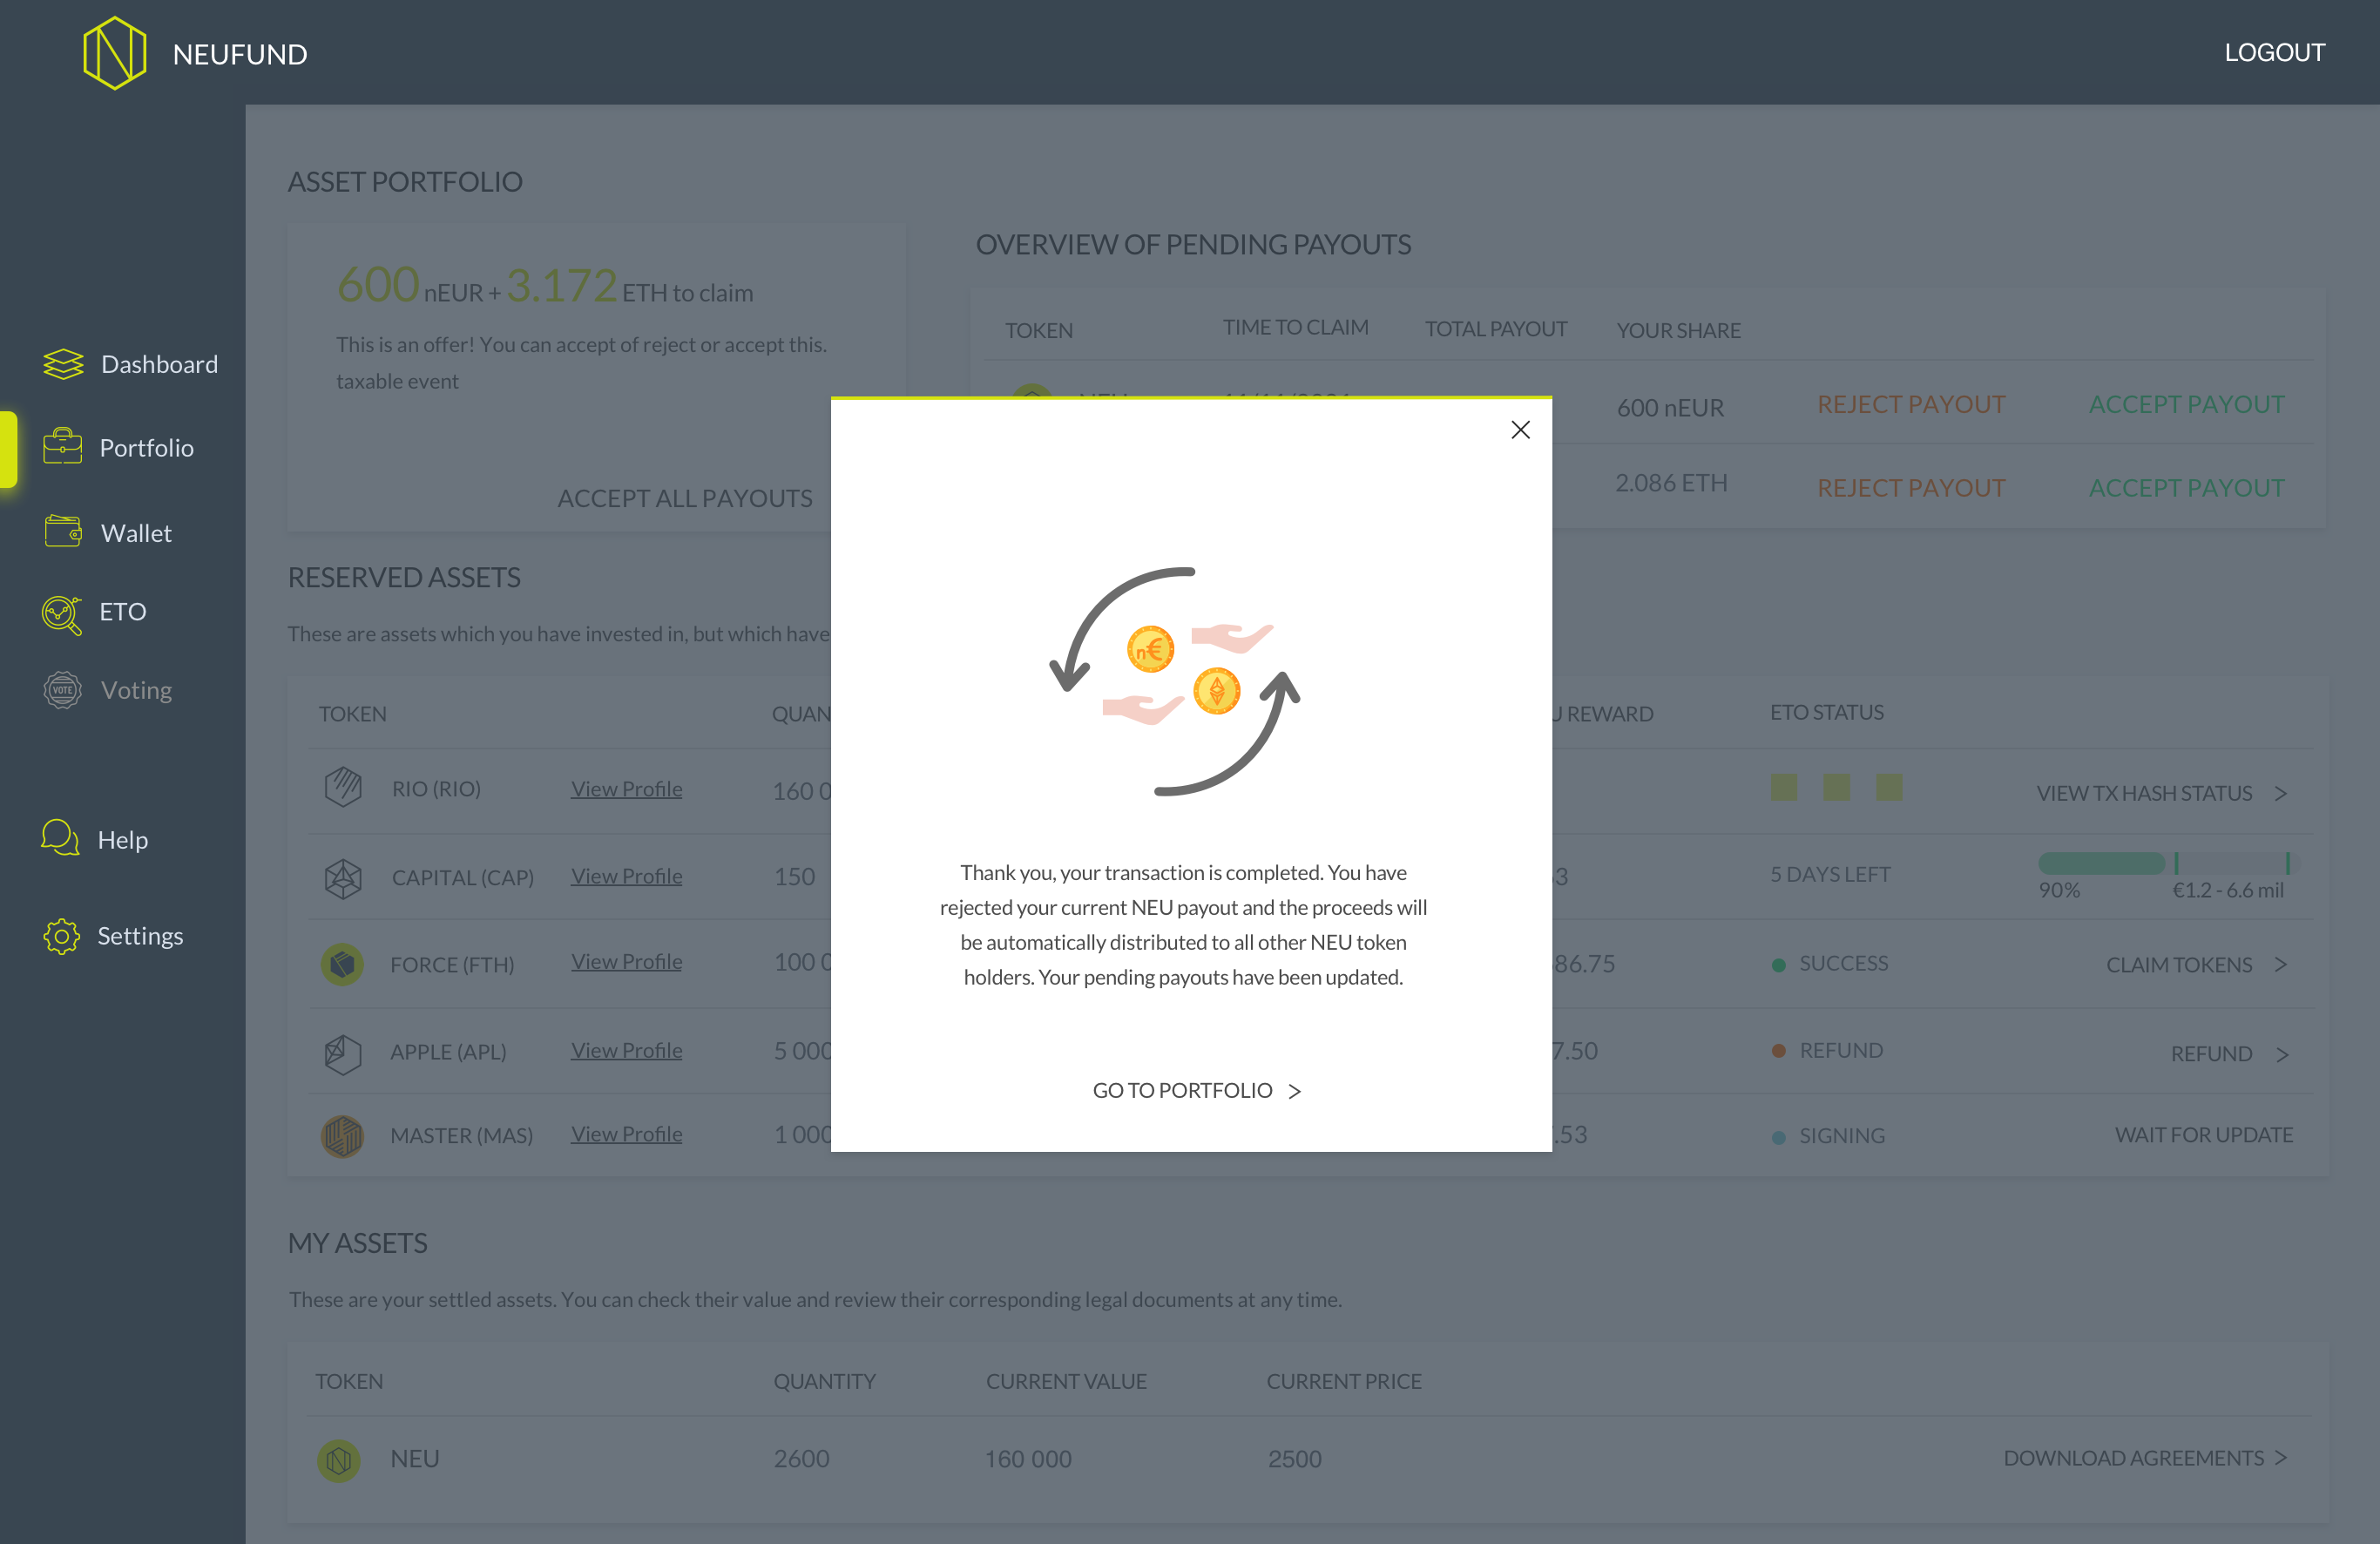 NEUFUND
LOGOUT
Dashboard
Portfolio
Wallet
ETO
VOTE
Voting
Help
Settings
ASSET PORTFOLIO
600 nEUR + 3.172 ETH to claim
This is an offer! You can accept of reject or accept this.
taxable event
ACCEPT ALL PAYOUTS
OVERVIEW OF PENDING PAYOUTS
TOKEN TIME TO CLAIM TOTAL PAYOUT YOUR SHARE
600 nEUR REJECT PAYOUT ACCEPT PAYOUT
2.086 ETH REJECT PAYOUT ACCEPT PAYOUT
RESERVED ASSETS
These are assets which you have invested in, but which have
TOKEN QUAN REWARD ETO STATUS
RIO (RIO) View Profile 160 0 VIEW TX HASH STATUS >
CAPITAL (CAP) View Profile 150 3 5 DAYS LEFT
90% €1.2 - 6.6 mil
FORCE (FTH) View Profile 100 0 86.75 SUCCESS CLAIM TOKENS >
APPLE (APL) View Profile 5 000 7.50 REFUND REFUND >
MASTER (MAS) View Profile 1 000 .53 SIGNING WAIT FOR UPDATE
n€
Thank you, your transaction is completed. You have
rejected your current NEU payout and the proceeds will
be automatically distributed to all other NEU token
holders. Your pending payouts have been updated.
GO TO PORTFOLIO >
MY ASSETS
These are your settled assets. You can check their value and review their corresponding legal documents at any time.
TOKEN QUANTITY CURRENT VALUE CURRENT PRICE
NEU 2600 160 000 2500 DOWNLOAD AGREEMENTS >